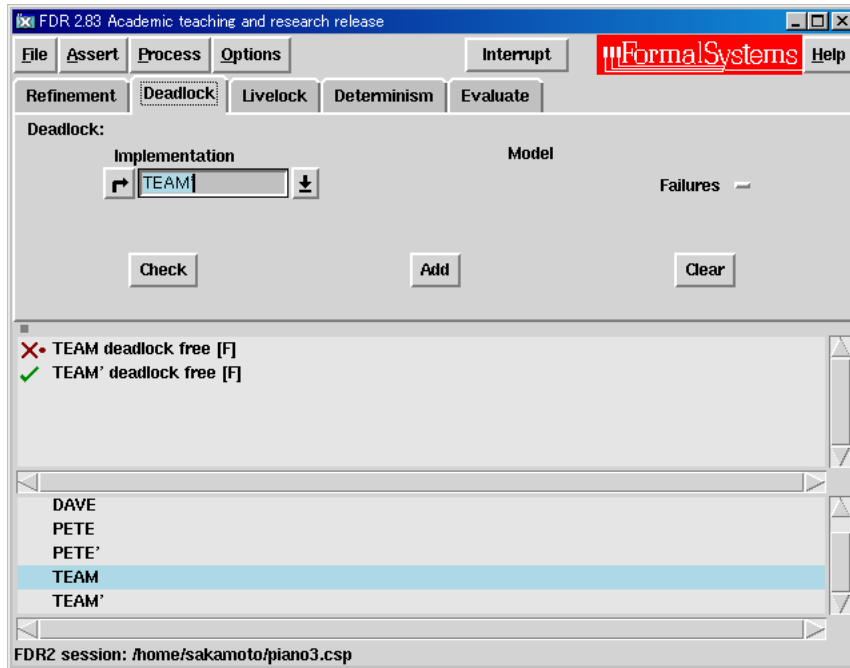 FDR 2.83 Academic teaching and research release
File Assert Process Options Interrupt FormalSystems Help
Refinement Deadlock Livelock Determinism Evaluate
Deadlock:
Implementation Model
TEAM' Failures
Check Add Clear
TEAM deadlock free [F]
TEAM' deadlock free [F]
DAVE
PETE
PETE'
TEAM
TEAM'
FDR2 session: /home/sakamoto/piano3.csp